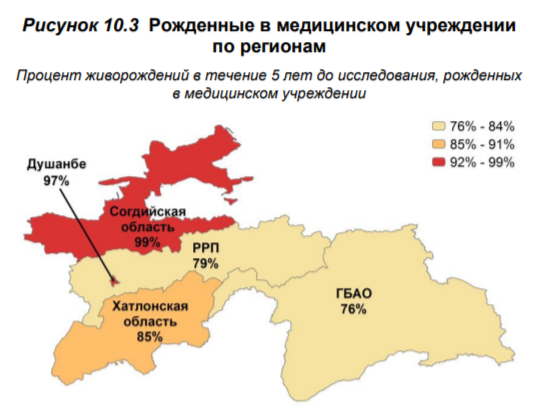 Рисунок 10.3 Рожденные в медицинском учреждении
по регионам
Процент живорождений в течение 5 лет до исследования, рожденных
в медицинском учреждении
76% - 84%
85% - 91%
92% - 99%
Душанбе
97%
Согдийская
область
99%
РРП
79%
ГБАО
76%
Хатлонская
область
85%